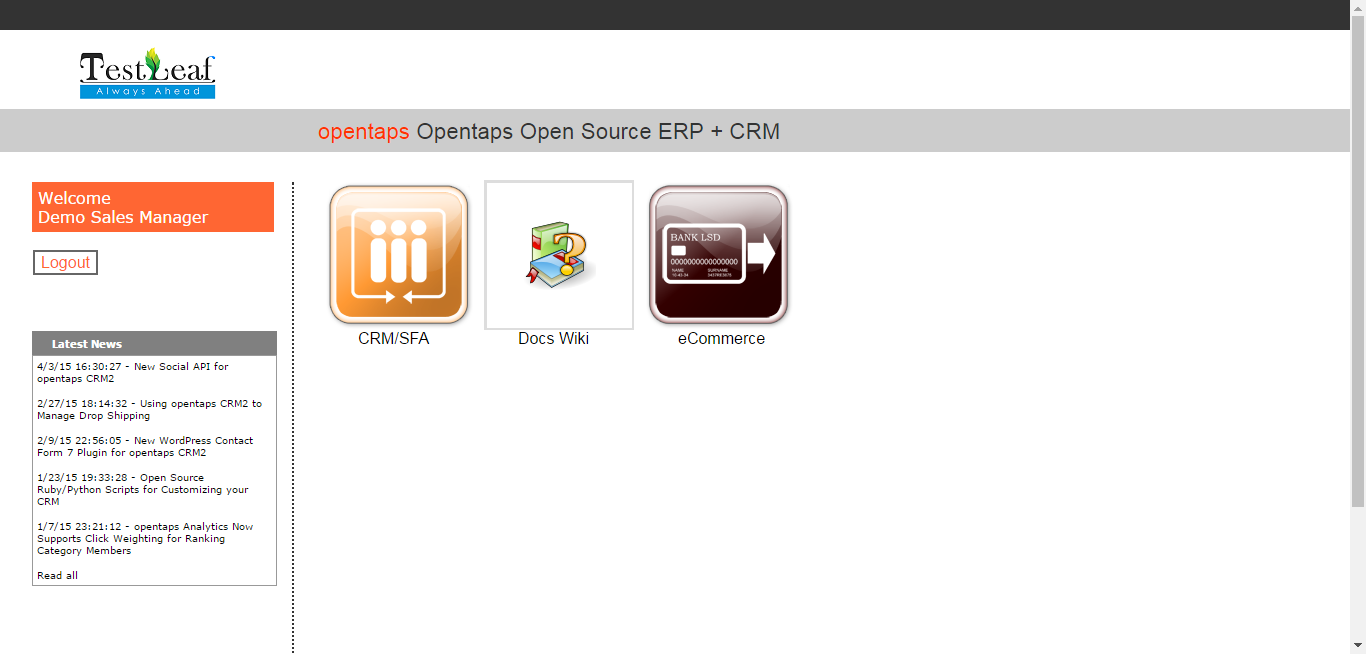 TestLeaf
Always Ahead
opentaps Opentaps Open Source ERP + CRM
Welcome
Demo Sales Manager
Logout
Latest News
4/3/15 16:30:27 - New Social API for
opentaps CRM2
2/27/15 18:14:32 - Using opentaps CRM2 to
Manage Drop Shipping
2/9/15 22:56:05 - New WordPress Contact
Form 7 Plugin for opentaps CRM2
1/23/15 19:33:28 - Open Source
Ruby/Python Scripts for Customizing your
CRM
1/7/15 23:21:12 - opentaps Analytics Now
Supports Click Weighting for Ranking
Category Members
Read all
BANK LSD
NAME SURNAME
CRM/SFA
Docs Wiki
eCommerce